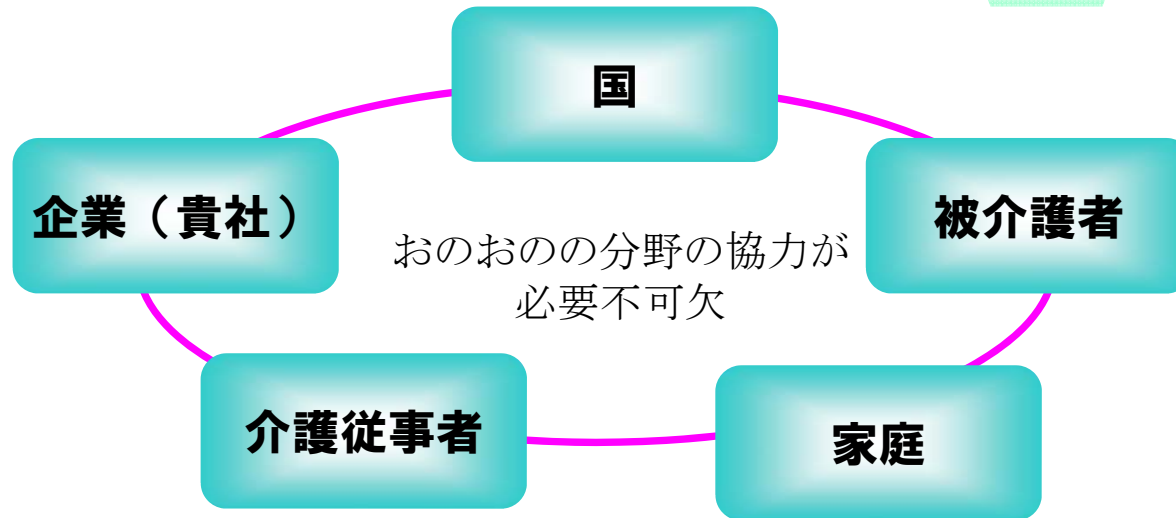 国
企業（貴社）
被介護者
おのおのの分野の協力が
必要不可欠
介護従事者
家庭